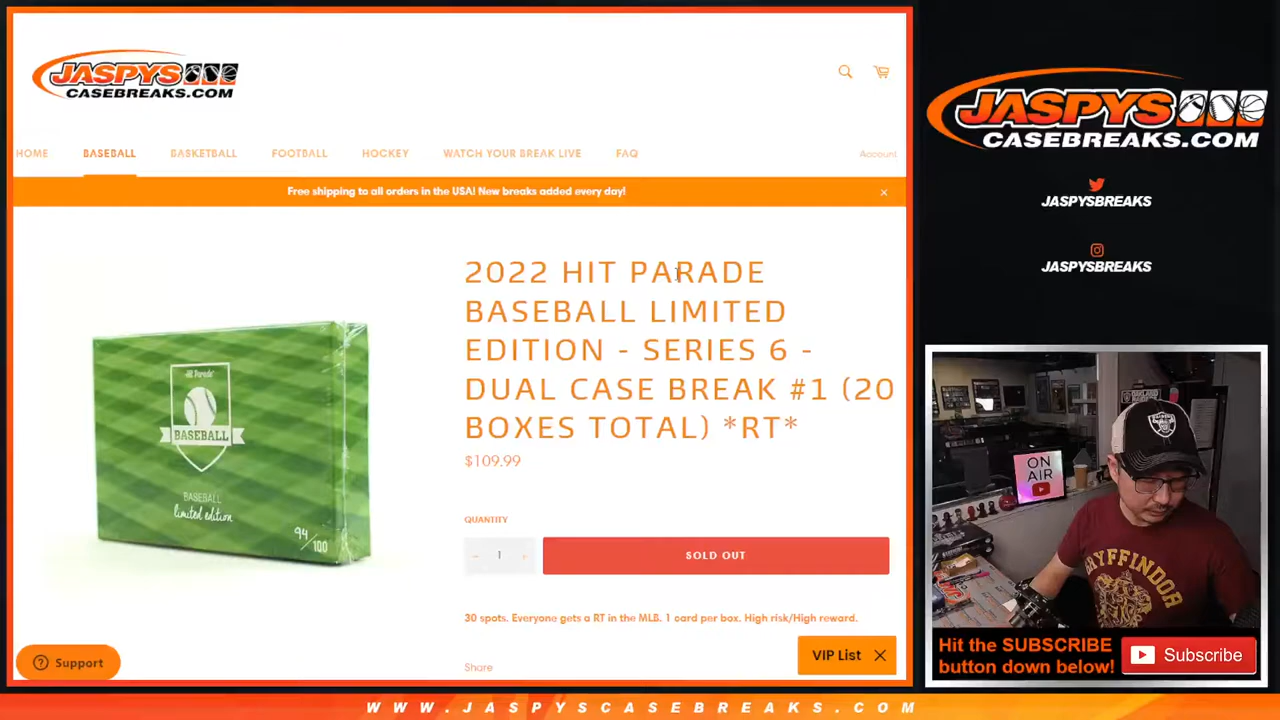 JASPYS
CASEBREAKS.COM
HOME BASEBALL BASKETBALL FOOTBALL HOCKEY WATCH YOUR BREAK LIVE FAQ Account
Free shipping to all orders in the USA! New breaks added every day! ×
2022 HIT PARADE
BASEBALL LIMITED
EDITION - SERIES 6 -
DUAL CASE BREAK #1 (20
BOXES TOTAL) *RT*
$109.99
QUANTITY
− 1 +
SOLD OUT
30 spots. Everyone gets a RT in the MLB. 1 card per box. High risk/High reward.
Share
Hit Parade
BASEBALL
BASEBALL
limited edition
94/100
Support
VIP List ×
JASPYS
CASEBREAKS.COM
JASPYSBREAKS
JASPYSBREAKS
ON
AIR
RAIDERS
GRYFFINDOR
Hit the SUBSCRIBE
button down below!
Subscribe
WWW.JASPYSCASEBREAKS.COM